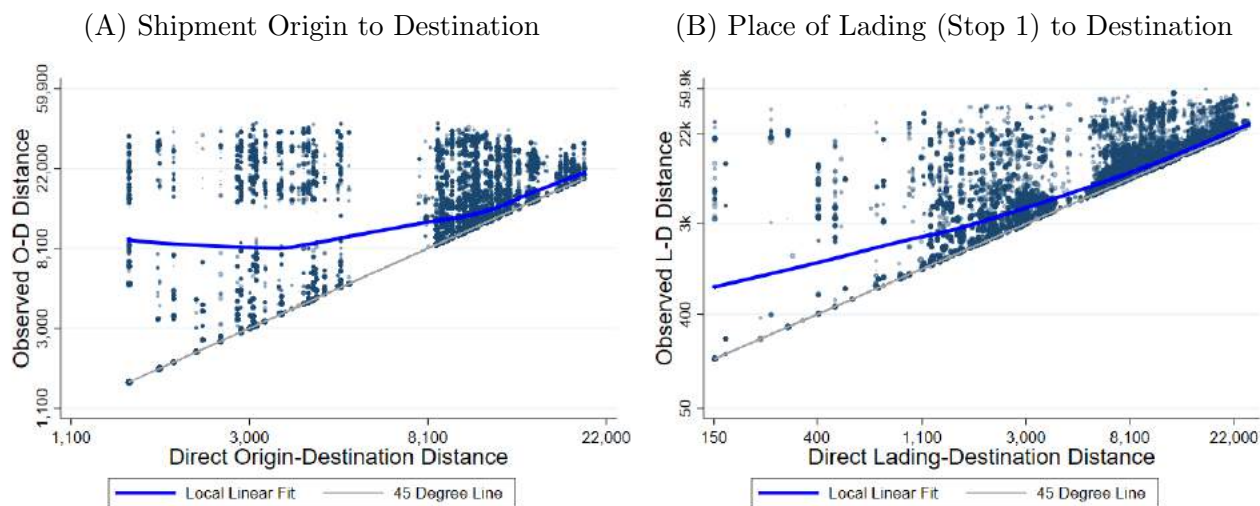 (A) Shipment Origin to Destination
Observed O-D Distance
59,900
22,000
8,100
3,000
1,100
1,100 3,000 8,100 22,000
Direct Origin-Destination Distance
Local Linear Fit 45 Degree Line
(B) Place of Lading (Stop 1) to Destination
Observed L-D Distance
59.9k
22k
3k
400
50
150 400 1,100 3,000 8,100 22,000
Direct Lading-Destination Distance
Local Linear Fit 45 Degree Line